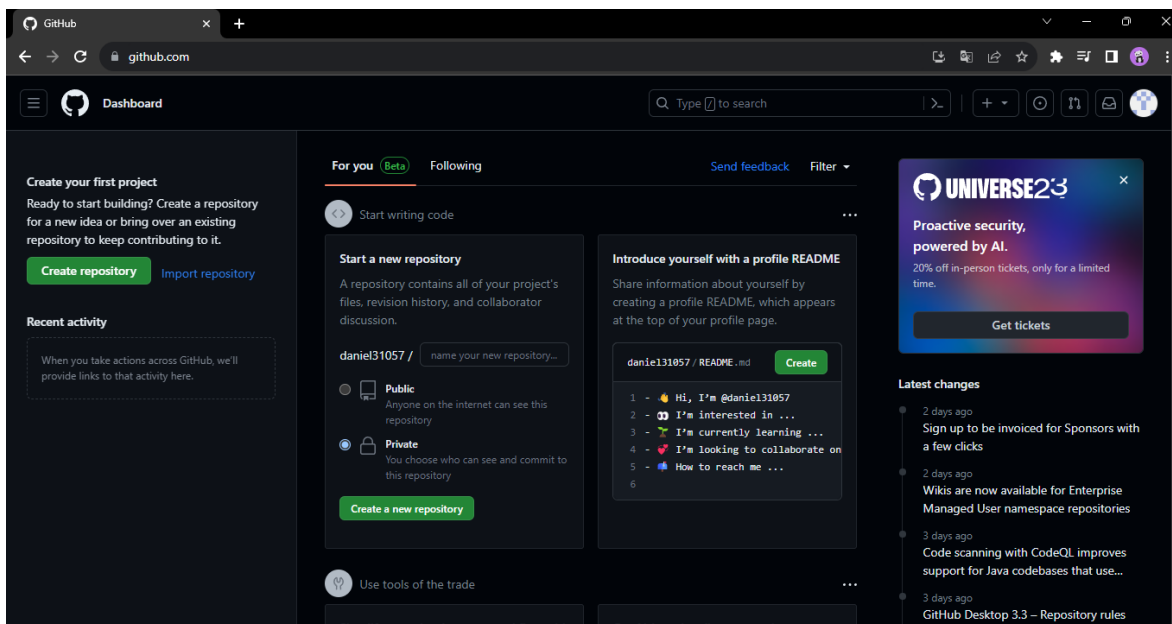 GitHub
github.com
Dashboard
Type / to search
Create your first project
Ready to start building? Create a repository
for a new idea or bring over an existing
repository to keep contributing to it.
Create repository
Import repository
Recent activity
When you take actions across GitHub, we'll
provide links to that activity here.
For you Beta
Following
Send feedback
Filter
Start writing code
Start a new repository
A repository contains all of your project's
files, revision history, and collaborator
discussion.
daniel31057 /
name your new repository...
Public
Anyone on the internet can see this
repository
Private
You choose who can see and commit to
this repository
Create a new repository
Introduce yourself with a profile README
Share information about yourself by
creating a profile README, which appears
at the top of your profile page.
daniel31057 / README.md
Create
1 - 👋 Hi, I'm @daniel31057
2 - 👀 I'm interested in ...
3 - 🌱 I'm currently learning ...
4 - 💞️ I'm looking to collaborate on
5 - 📫 How to reach me ...
6
Use tools of the trade
UNIVERSE23
Proactive security,
powered by AI.
20% off in-person tickets, only for a limited
time.
Get tickets
Latest changes
2 days ago
Sign up to be invoiced for Sponsors with
a few clicks
2 days ago
Wikis are now available for Enterprise
Managed User namespace repositories
3 days ago
Code scanning with CodeQL improves
support for Java codebases that use...
3 days ago
GitHub Desktop 3.3 – Repository rules